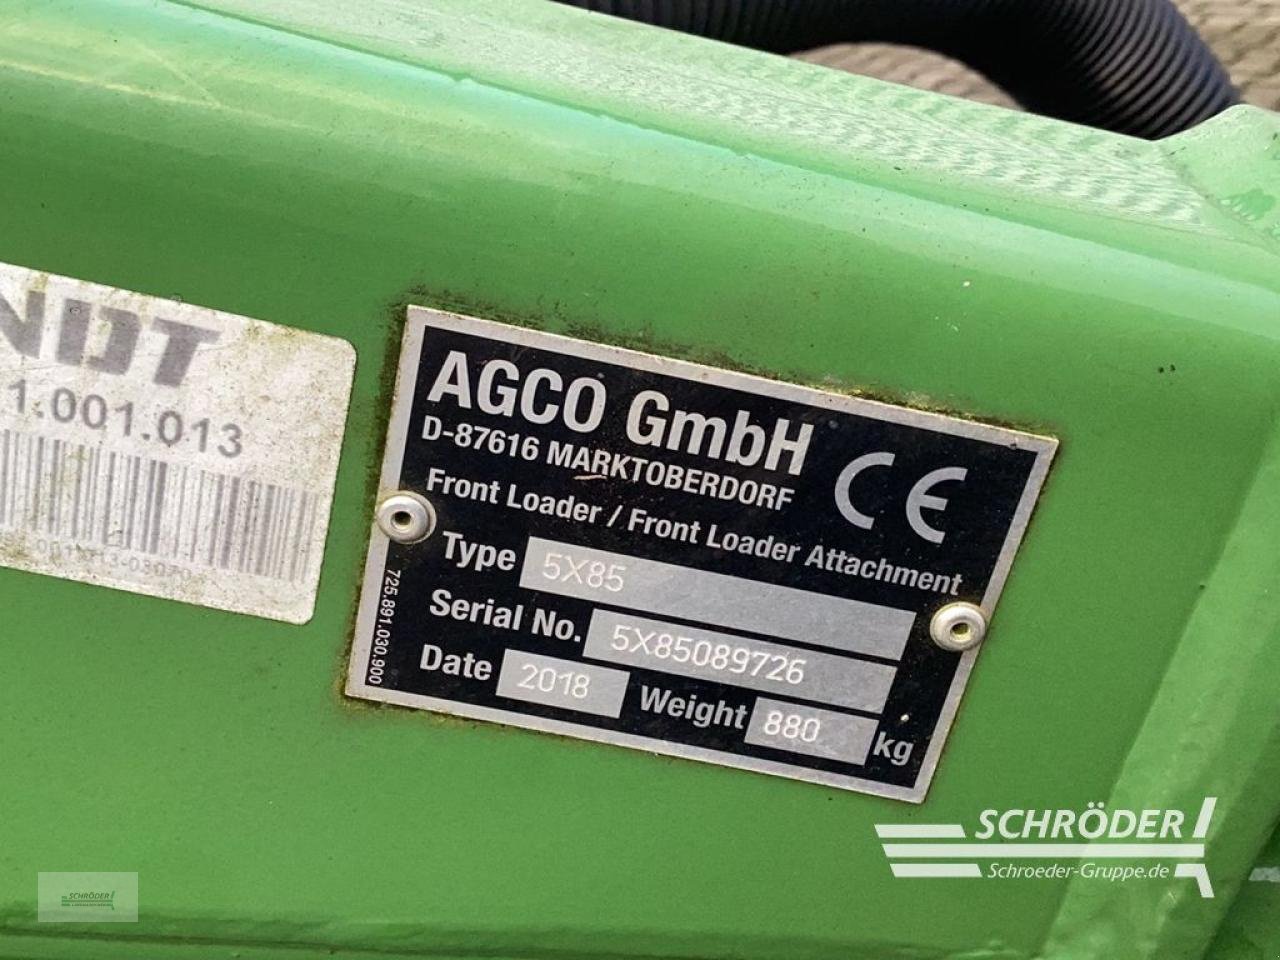 NDT
1.001.013
AGCO GmbH
D-87616 MARKTOBERDORF
CE
Front Loader / Front Loader Attachment
Type 5X85
Serial No. 5X85089726
Date 2018 Weight 880 kg
725.891.030.900
SCHRÖDER
Schroeder-Gruppe.de
SCHRÖDER